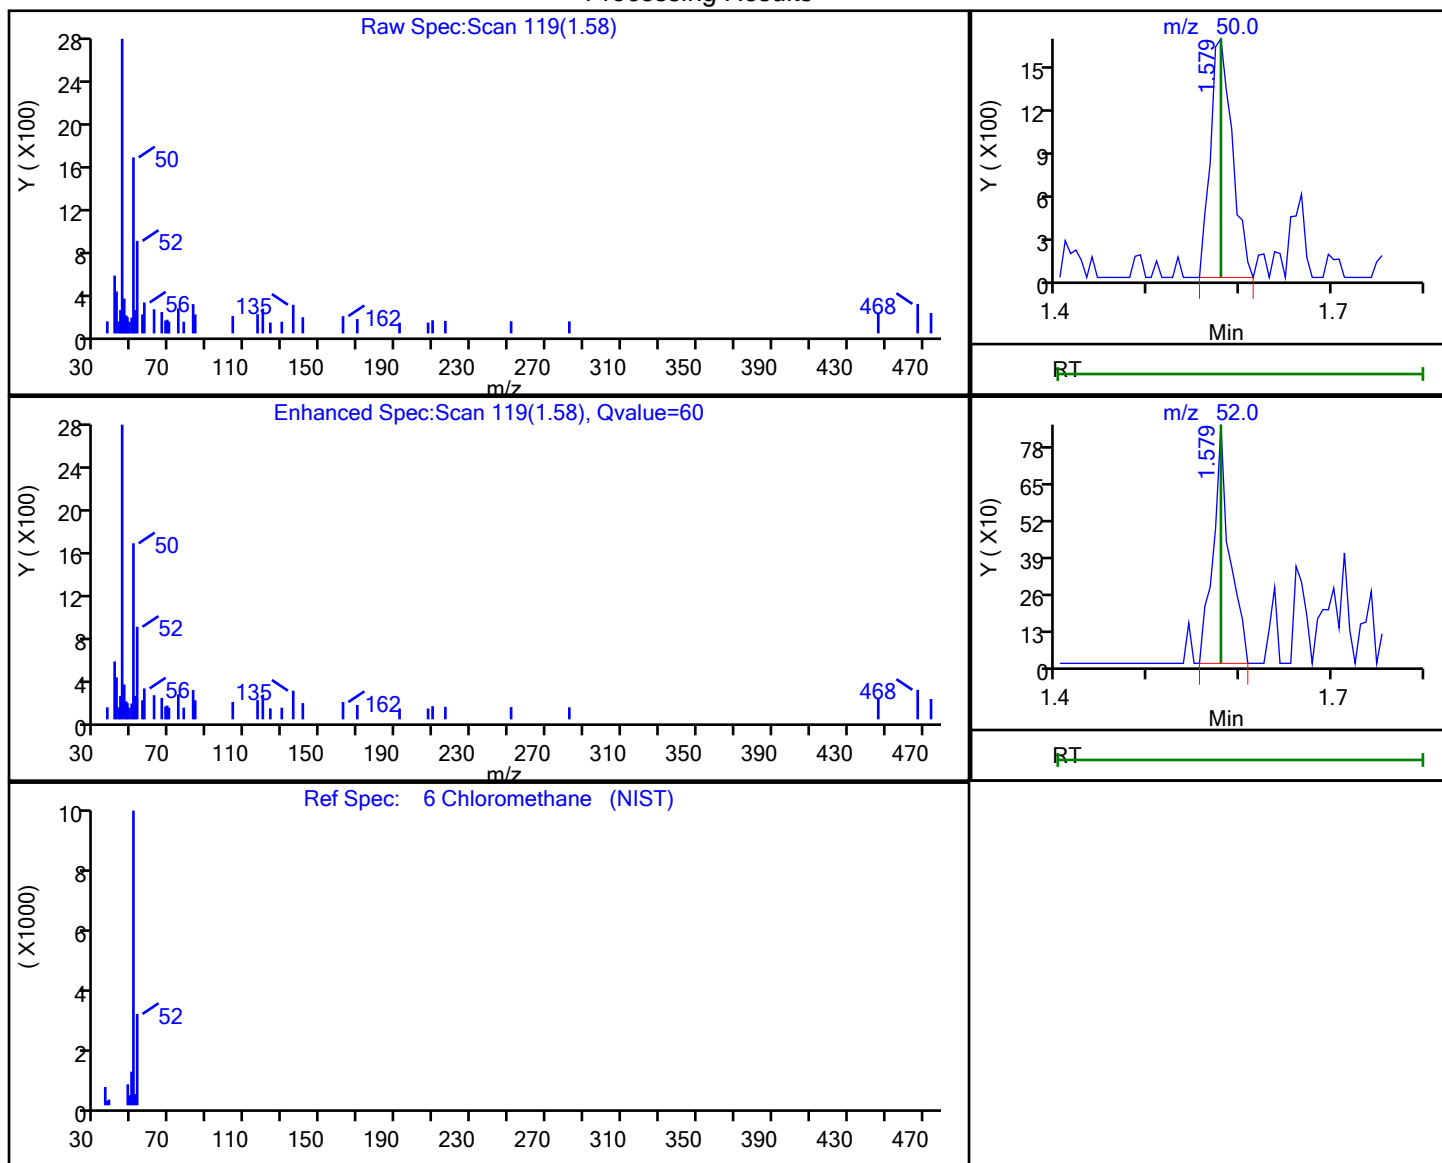 Processing Results
Raw Spec:Scan 119(1.58)
Y ( X100)
28
24
20
16
12
8
4
0
50
52
56
135
162
468
30 70 110 150 190 230 270 310 350 390 430 470
m/z
m/z 50.0
1.579
Y ( X100)
15
12
9
6
3
0
1.4 1.7
Min
RT
Enhanced Spec:Scan 119(1.58), Qvalue=60
Y ( X100)
28
24
20
16
12
8
4
0
50
52
56
135
162
468
30 70 110 150 190 230 270 310 350 390 430 470
m/z
m/z 52.0
1.579
Y ( X10)
78
65
52
39
26
13
0
1.4 1.7
Min
RT
Ref Spec: 6 Chloromethane (NIST)
( X1000)
10
8
6
4
2
0
52
30 70 110 150 190 230 270 310 350 390 430 470